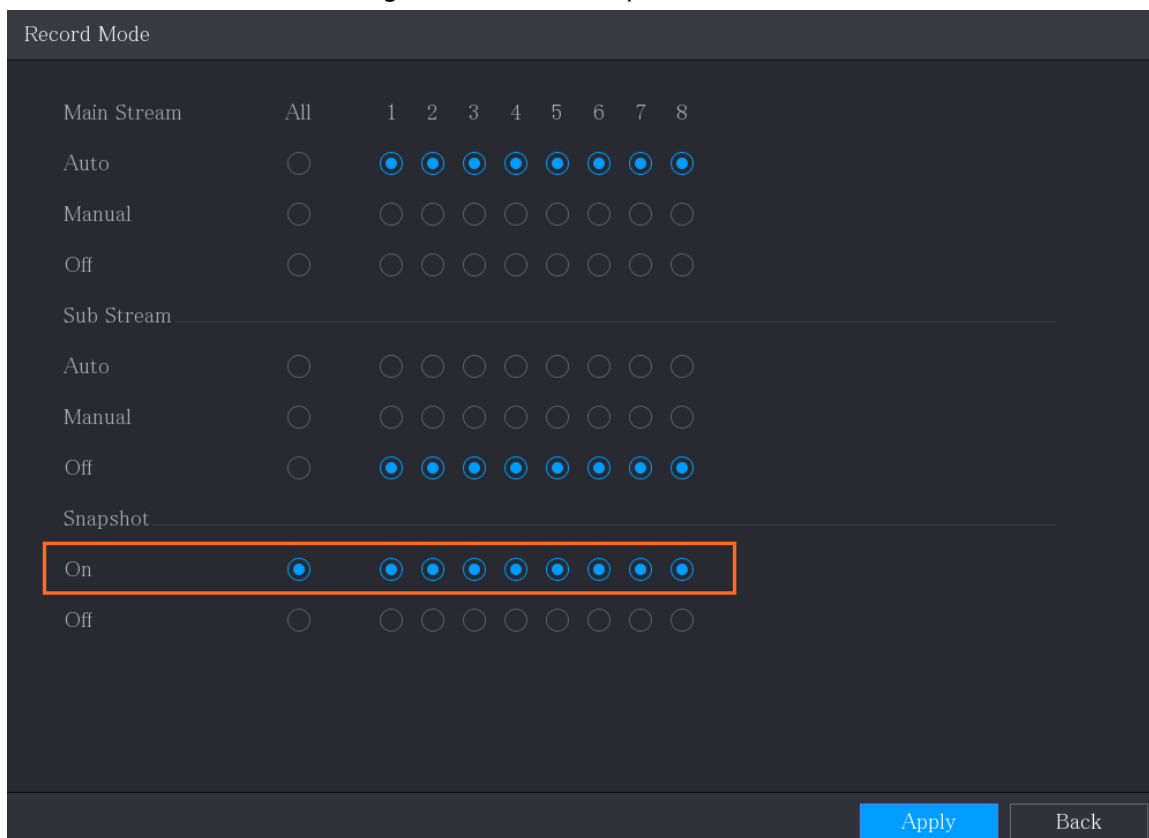 Record Mode
Main Stream All 1 2 3 4 5 6 7 8
Auto
Manual
Off
Sub Stream
Auto
Manual
Off
Snapshot
On
Off
Apply Back